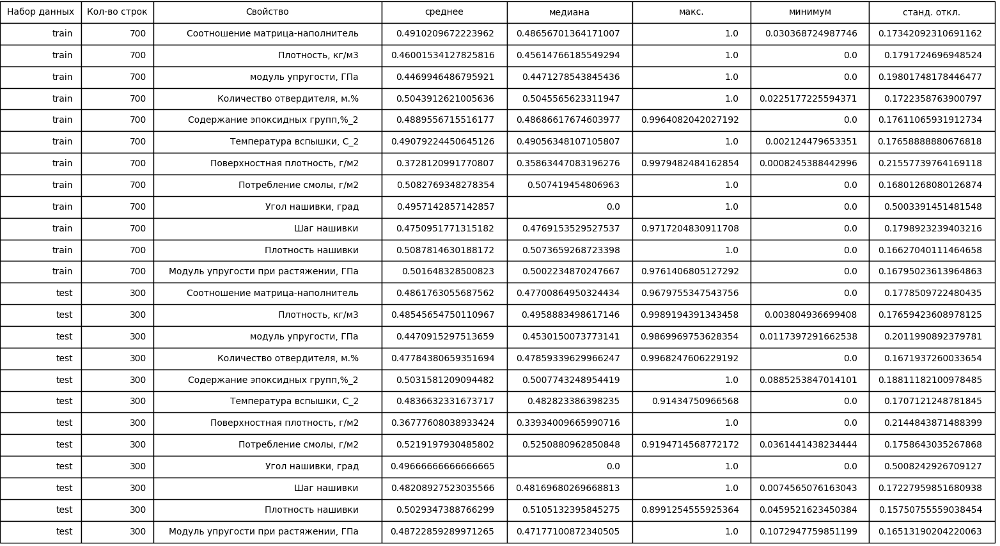 Набор данных Кол-во строк Свойство среднее медиана макс. минимум станд. откл.
train 700 Соотношение матрица-наполнитель 0.4910209672223962 0.48656701364171007 1.0 0.030368724987746 0.17342092310691162
train 700 Плотность, кг/м3 0.46001534127825816 0.45614766185549294 1.0 0.0 0.1791724696948524
train 700 модуль упругости, ГПа 0.4469946486795921 0.4471278543845436 1.0 0.0 0.19801748178446477
train 700 Количество отвердителя, м.% 0.5043912621005636 0.5045565623311947 1.0 0.0225177225594371 0.1722358763900797
train 700 Содержание эпоксидных групп,%_2 0.4889556715516177 0.48686617674603977 0.9964082042027192 0.0 0.17611065931912734
train 700 Температура вспышки, С_2 0.49079224450645126 0.49056348107105807 1.0 0.002124479653351 0.17658888880676818
train 700 Поверхностная плотность, г/м2 0.3728120991770807 0.35863447083196276 0.9979482484162854 0.0008245388442996 0.21557739764169118
train 700 Потребление смолы, г/м2 0.5082769348278354 0.507419454806963 1.0 0.0 0.16801268080126874
train 700 Угол нашивки, град 0.4957142857142857 0.0 1.0 0.0 0.5003391451481548
train 700 Шаг нашивки 0.4750951771315182 0.4769153529527537 0.9717204830911708 0.0 0.1798923239403216
train 700 Плотность нашивки 0.5087814630188172 0.5073659268723398 1.0 0.0 0.16627040111464658
train 700 Модуль упругости при растяжении, ГПа 0.501648328500823 0.5002234870247667 0.9761406805127292 0.0 0.16795023613964863
test 300 Соотношение матрица-наполнитель 0.4861763055687562 0.47700864950324434 0.9679755347543756 0.0 0.1778509722480435
test 300 Плотность, кг/м3 0.48545654750110967 0.4958883498617146 0.9989194391343458 0.003804936699408 0.17659423608978125
test 300 модуль упругости, ГПа 0.4470915297513659 0.4530150073773141 0.9869969753628354 0.0117397291662538 0.2011990892379781
test 300 Количество отвердителя, м.% 0.47784380659351694 0.47859339629966247 0.9968247606229192 0.0 0.1671937260033654
test 300 Содержание эпоксидных групп,%_2 0.5031581209094482 0.5007743248954419 1.0 0.0885253847014101 0.18811182100978485
test 300 Температура вспышки, С_2 0.4836632331673717 0.482823386398235 0.91434750966568 0.0 0.1707121248781845
test 300 Поверхностная плотность, г/м2 0.36777608038933424 0.33934009665990716 1.0 0.0 0.2144843871488399
test 300 Потребление смолы, г/м2 0.5219197930485802 0.5250880962850848 0.9194714568772172 0.0361441438234444 0.1758643035267868
test 300 Угол нашивки, град 0.49666666666666665 0.0 1.0 0.0 0.5008242926709127
test 300 Шаг нашивки 0.48208927523035566 0.48169680269668813 1.0 0.0074565076163043 0.17227959851680938
test 300 Плотность нашивки 0.5029347388766299 0.5105132395845275 0.8991254555925364 0.0459521623450384 0.15750755559038454
test 300 Модуль упругости при растяжении, ГПа 0.48722859289971265 0.47177100872340505 1.0 0.1072947759851199 0.16513190204220063